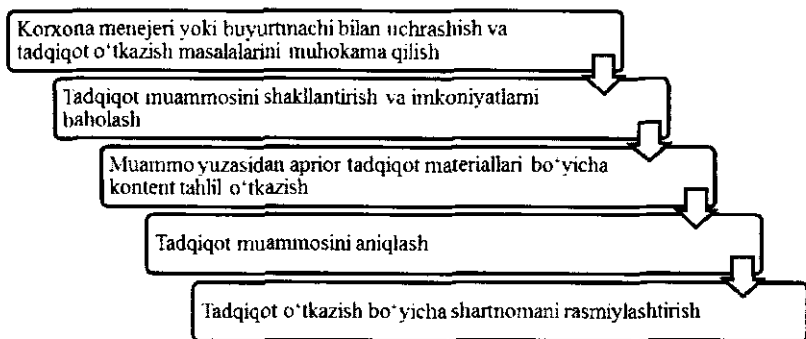 Korxona menejeri yoki buyurtmachi bilan uchrashish va
tadqiqot o‘tkazish masalalarini muhokama qilish
Tadqiqot muammosini shakllantirish va imkoniyatlarni
baholash
Muammo yuzasidan aprior tadqiqot materiallari bo‘yicha
kontent tahlil o‘tkazish
Tadqiqot muammosini aniqlash
Tadqiqot o‘tkazish bo‘yicha shartnomani rasmiylashtirish